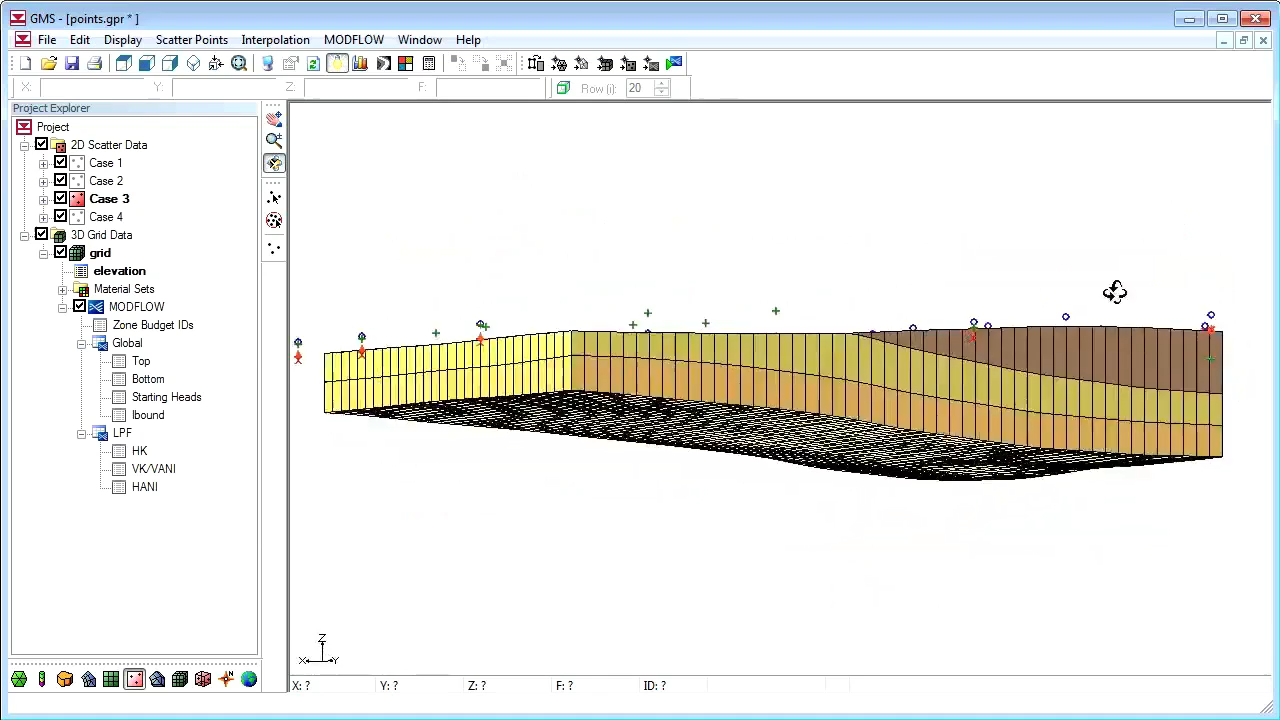 GMS - [points.gpr * ]
File Edit Display Scatter Points Interpolation MODFLOW Window Help
X: Y: Z: F: Row (i): 20
Project Explorer
Project
2D Scatter Data
Case 1
Case 2
Case 3
Case 4
3D Grid Data
grid
elevation
Material Sets
MODFLOW
Zone Budget IDs
Global
Top
Bottom
Starting Heads
Ibound
LPF
HK
VK/VANI
HANI
Z
X Y
X: ? Y: ? Z: ? F: ? ID: ?